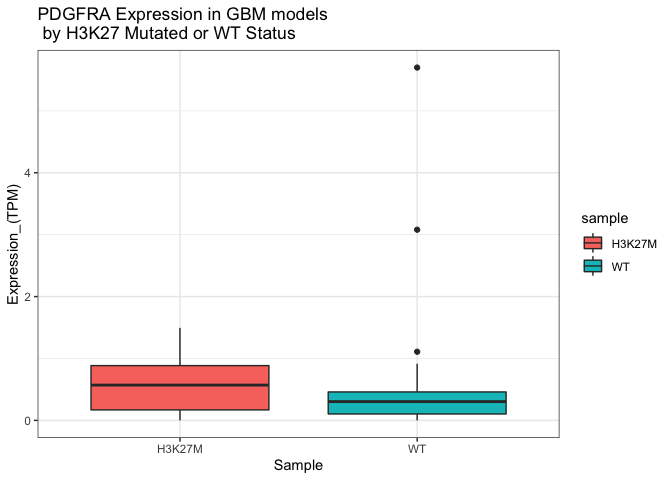 PDGFRA Expression in GBM models
by H3K27 Mutated or WT Status
Expression_(TPM)
4
2
0
H3K27M
WT
Sample
sample
H3K27M
WT